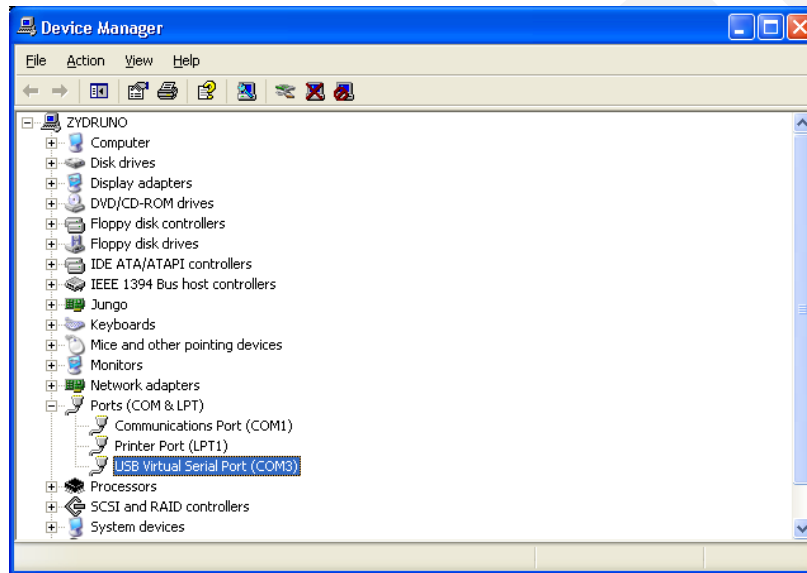 Device Manager
File Action View Help
ZYDRUNO
Computer
Disk drives
Display adapters
DVD/CD-ROM drives
Floppy disk controllers
Floppy disk drives
IDE ATA/ATAPI controllers
IEEE 1394 Bus host controllers
Jungo
Keyboards
Mice and other pointing devices
Monitors
Network adapters
Ports (COM & LPT)
Communications Port (COM1)
Printer Port (LPT1)
USB Virtual Serial Port (COM3)
Processors
SCSI and RAID controllers
System devices